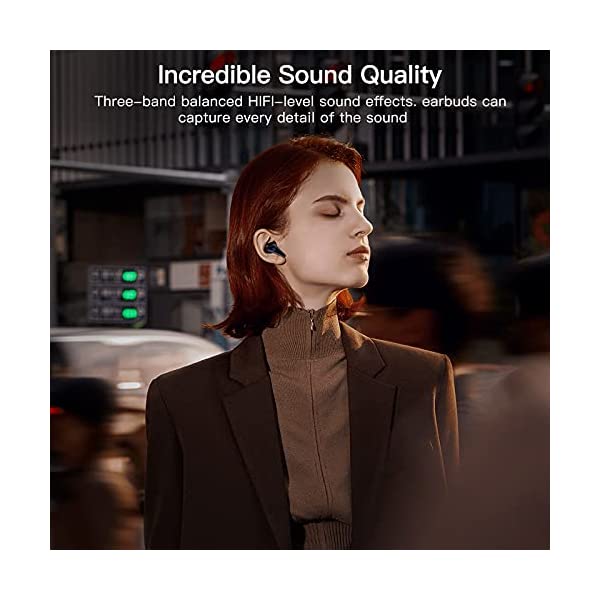 Incredible Sound Quality
Three-band balanced HIFI-level sound effects. earbuds can
capture every detail of the sound